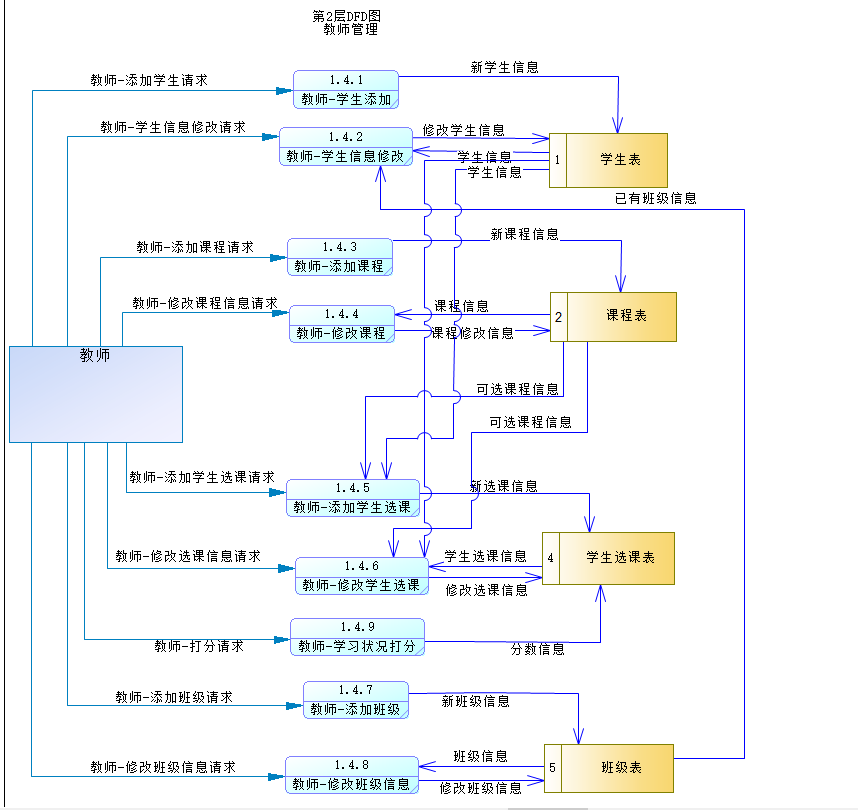 第2层DFD图
教师管理
新学生信息
教师-添加学生请求
1.4.1
教师-学生添加
教师-学生信息修改请求
1.4.2
教师-学生信息修改
修改学生信息
学生信息
学生信息
1
学生表
已有班级信息
新课程信息
教师-添加课程请求
1.4.3
教师-添加课程
教师-修改课程信息请求
1.4.4
教师-修改课程
课程信息
课程修改信息
2
课程表
教师
可选课程信息
可选课程信息
教师-添加学生选课请求
1.4.5
教师-添加学生选课
新选课信息
教师-修改选课信息请求
1.4.6
教师-修改学生选课
学生选课信息
修改选课信息
4
学生选课表
1.4.9
教师-学习状况打分
教师-打分请求
分数信息
教师-添加班级请求
1.4.7
教师-添加班级
新班级信息
教师-修改班级信息请求
1.4.8
教师-修改班级信息
班级信息
修改班级信息
5
班级表